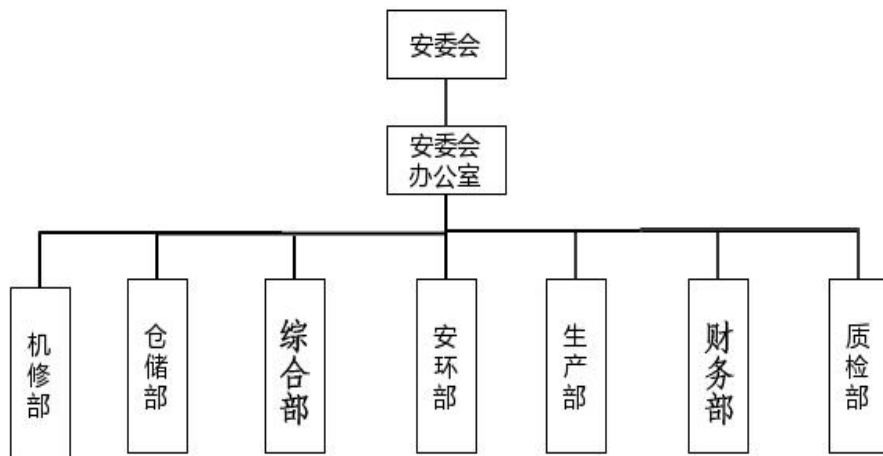 安委会
安委会
办公室
机修部
仓储部
综合部
安环部
生产部
财务部
质检部